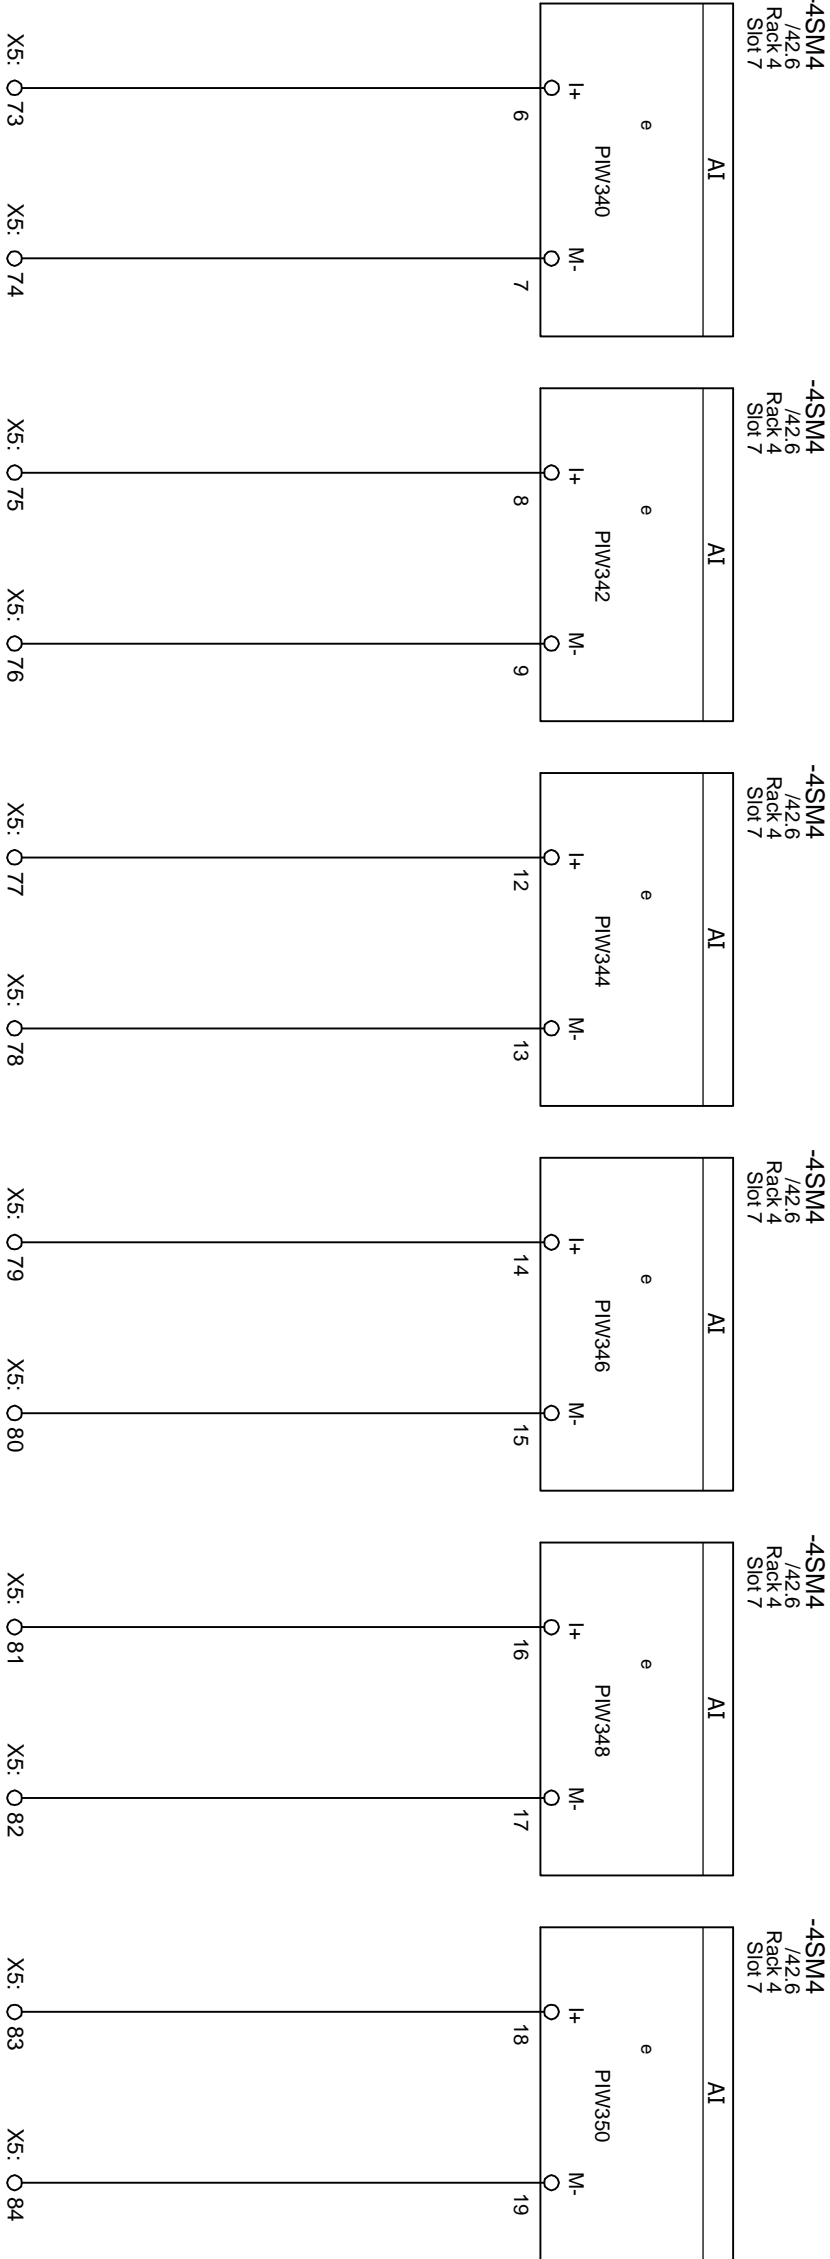 -4SM4
/42.6
Rack 4
Slot 7
AI
e
PIW340
I+
M-
6
7
X5:
73
X5:
74
-4SM4
/42.6
Rack 4
Slot 7
AI
e
PIW342
I+
M-
8
9
X5:
75
X5:
76
-4SM4
/42.6
Rack 4
Slot 7
AI
e
PIW344
I+
M-
12
13
X5:
77
X5:
78
-4SM4
/42.6
Rack 4
Slot 7
AI
e
PIW346
I+
M-
14
15
X5:
79
X5:
80
-4SM4
/42.6
Rack 4
Slot 7
AI
e
PIW348
I+
M-
16
17
X5:
81
X5:
82
-4SM4
/42.6
Rack 4
Slot 7
AI
e
PIW350
I+
M-
18
19
X5:
83
X5:
84